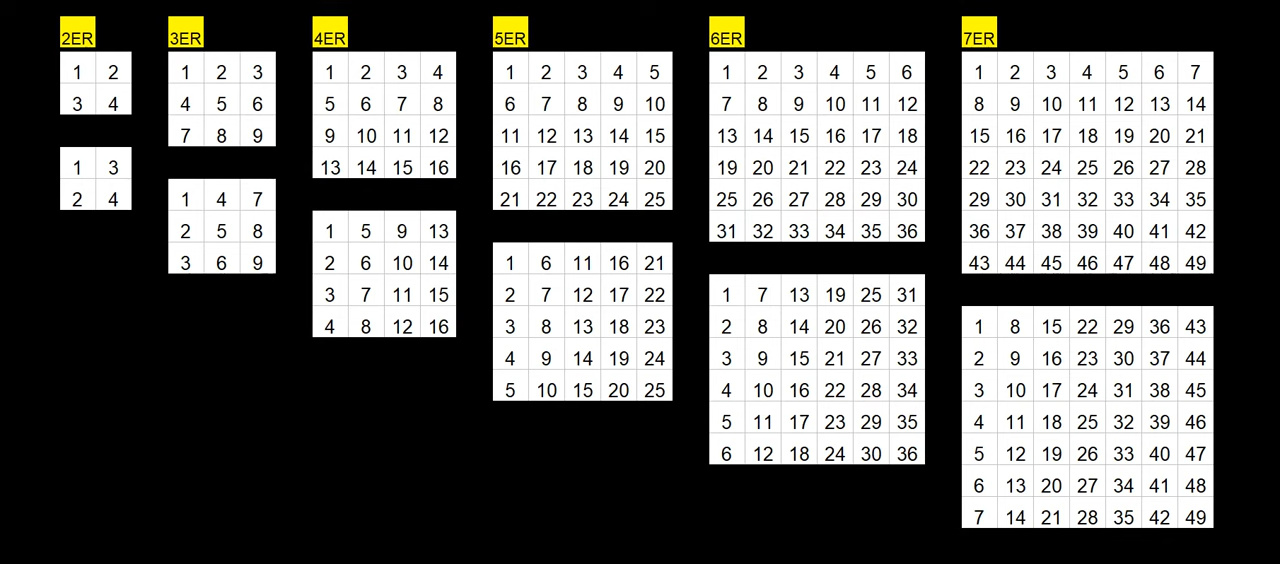 2ER
1 2
3 4
1 3
2 4
3ER
1 2 3
4 5 6
7 8 9
1 4 7
2 5 8
3 6 9
4ER
1 2 3 4
5 6 7 8
9 10 11 12
13 14 15 16
1 5 9 13
2 6 10 14
3 7 11 15
4 8 12 16
5ER
1 2 3 4 5
6 7 8 9 10
11 12 13 14 15
16 17 18 19 20
21 22 23 24 25
1 6 11 16 21
2 7 12 17 22
3 8 13 18 23
4 9 14 19 24
5 10 15 20 25
6ER
1 2 3 4 5 6
7 8 9 10 11 12
13 14 15 16 17 18
19 20 21 22 23 24
25 26 27 28 29 30
31 32 33 34 35 36
1 7 13 19 25 31
2 8 14 20 26 32
3 9 15 21 27 33
4 10 16 22 28 34
5 11 17 23 29 35
6 12 18 24 30 36
7ER
1 2 3 4 5 6 7
8 9 10 11 12 13 14
15 16 17 18 19 20 21
22 23 24 25 26 27 28
29 30 31 32 33 34 35
36 37 38 39 40 41 42
43 44 45 46 47 48 49
1 8 15 22 29 36 43
2 9 16 23 30 37 44
3 10 17 24 31 38 45
4 11 18 25 32 39 46
5 12 19 26 33 40 47
6 13 20 27 34 41 48
7 14 21 28 35 42 49